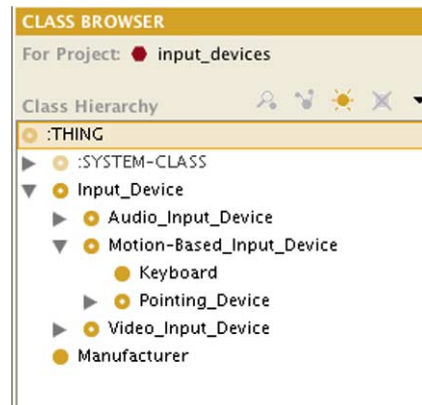 CLASS BROWSER
For Project: input_devices
Class Hierarchy
:THING
:SYSTEM-CLASS
Input_Device
Audio_Input_Device
Motion-Based_Input_Device
Keyboard
Pointing_Device
Video_Input_Device
Manufacturer